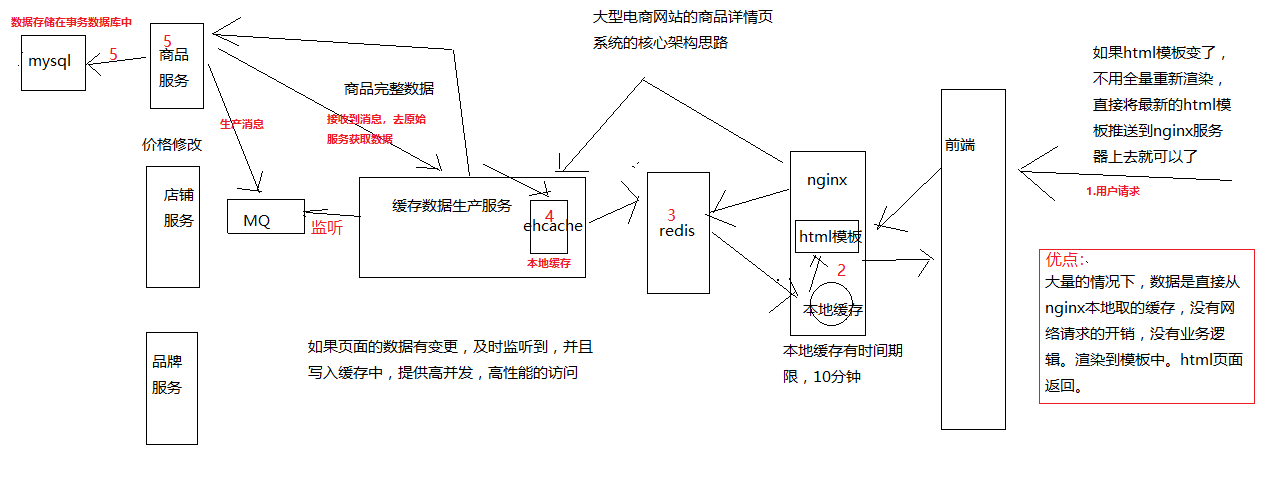 大型电商网站的商品详情页
系统的核心架构思路
数据存储在事务数据库中
mysql
5
5
商品
服务
生产消息
价格修改
店铺
服务
品牌
服务
MQ
监听
商品完整数据
接收到消息，去原始
服务获取数据
缓存数据生产服务
4
ehcache
本地缓存
如果页面的数据有变更，及时监听到，并且
写入缓存中，提供高并发，高性能的访问
3
redis
nginx
html模板
2
本地缓存
本地缓存有时间期
限，10分钟
前端
如果html模板变了，
不用全量重新渲染，
直接将最新的html模
板推送到nginx服务
器上去就可以了
1.用户请求
优点：
大量的情况下，数据是直接从
nginx本地取的缓存，没有网
络请求的开销，没有业务逻
辑。渲染到模板中。html页面
返回。